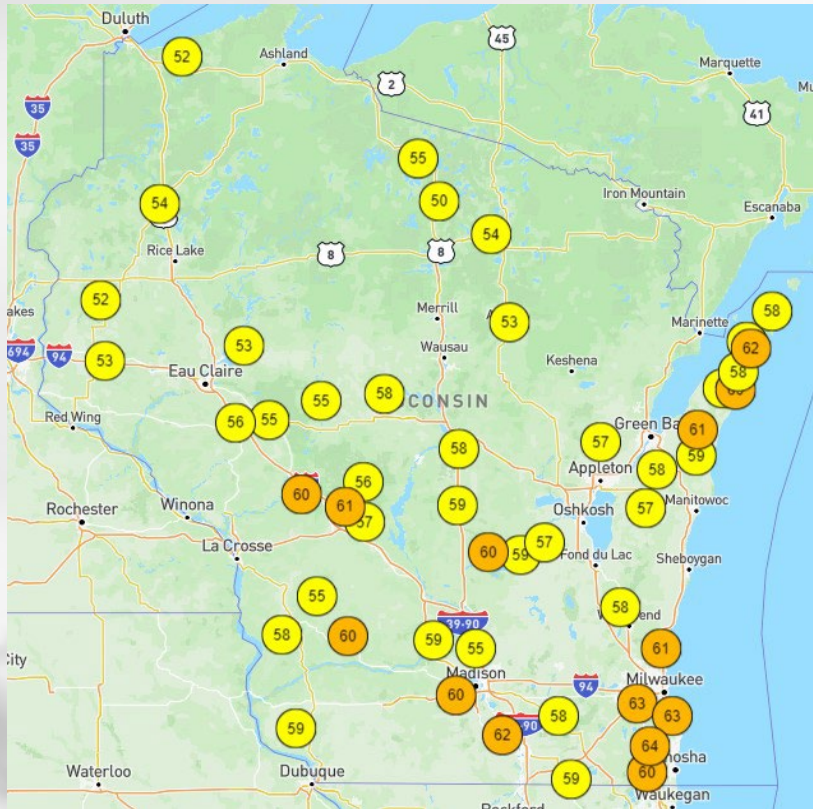 Duluth
52
Ashland
45
Marquette
2
41
35
35
55
50
54
Iron Mountain
Escanaba
54
Rice Lake
8
8
52
58
akes
Merrill
53
Marinette
694
94
53
53
Wausau
62
Keshena
58
Eau Claire
55
58
CONSIN
Red Wing
56
55
61
57
Green Ba
58
59
58
Appleton
56
60
61
57
59
57
Manitowoc
Rochester
Winona
Oshkosh
La Crosse
60
59
57
Fond du Lac
Sheboygan
55
58
39-90
end
58
60
59
55
61
City
Madison
94
Milwaukee
60
63
63
58
62
-90
59
64
Waterloo
Dubuque
59
60
nosha
Rockford
Waukegan